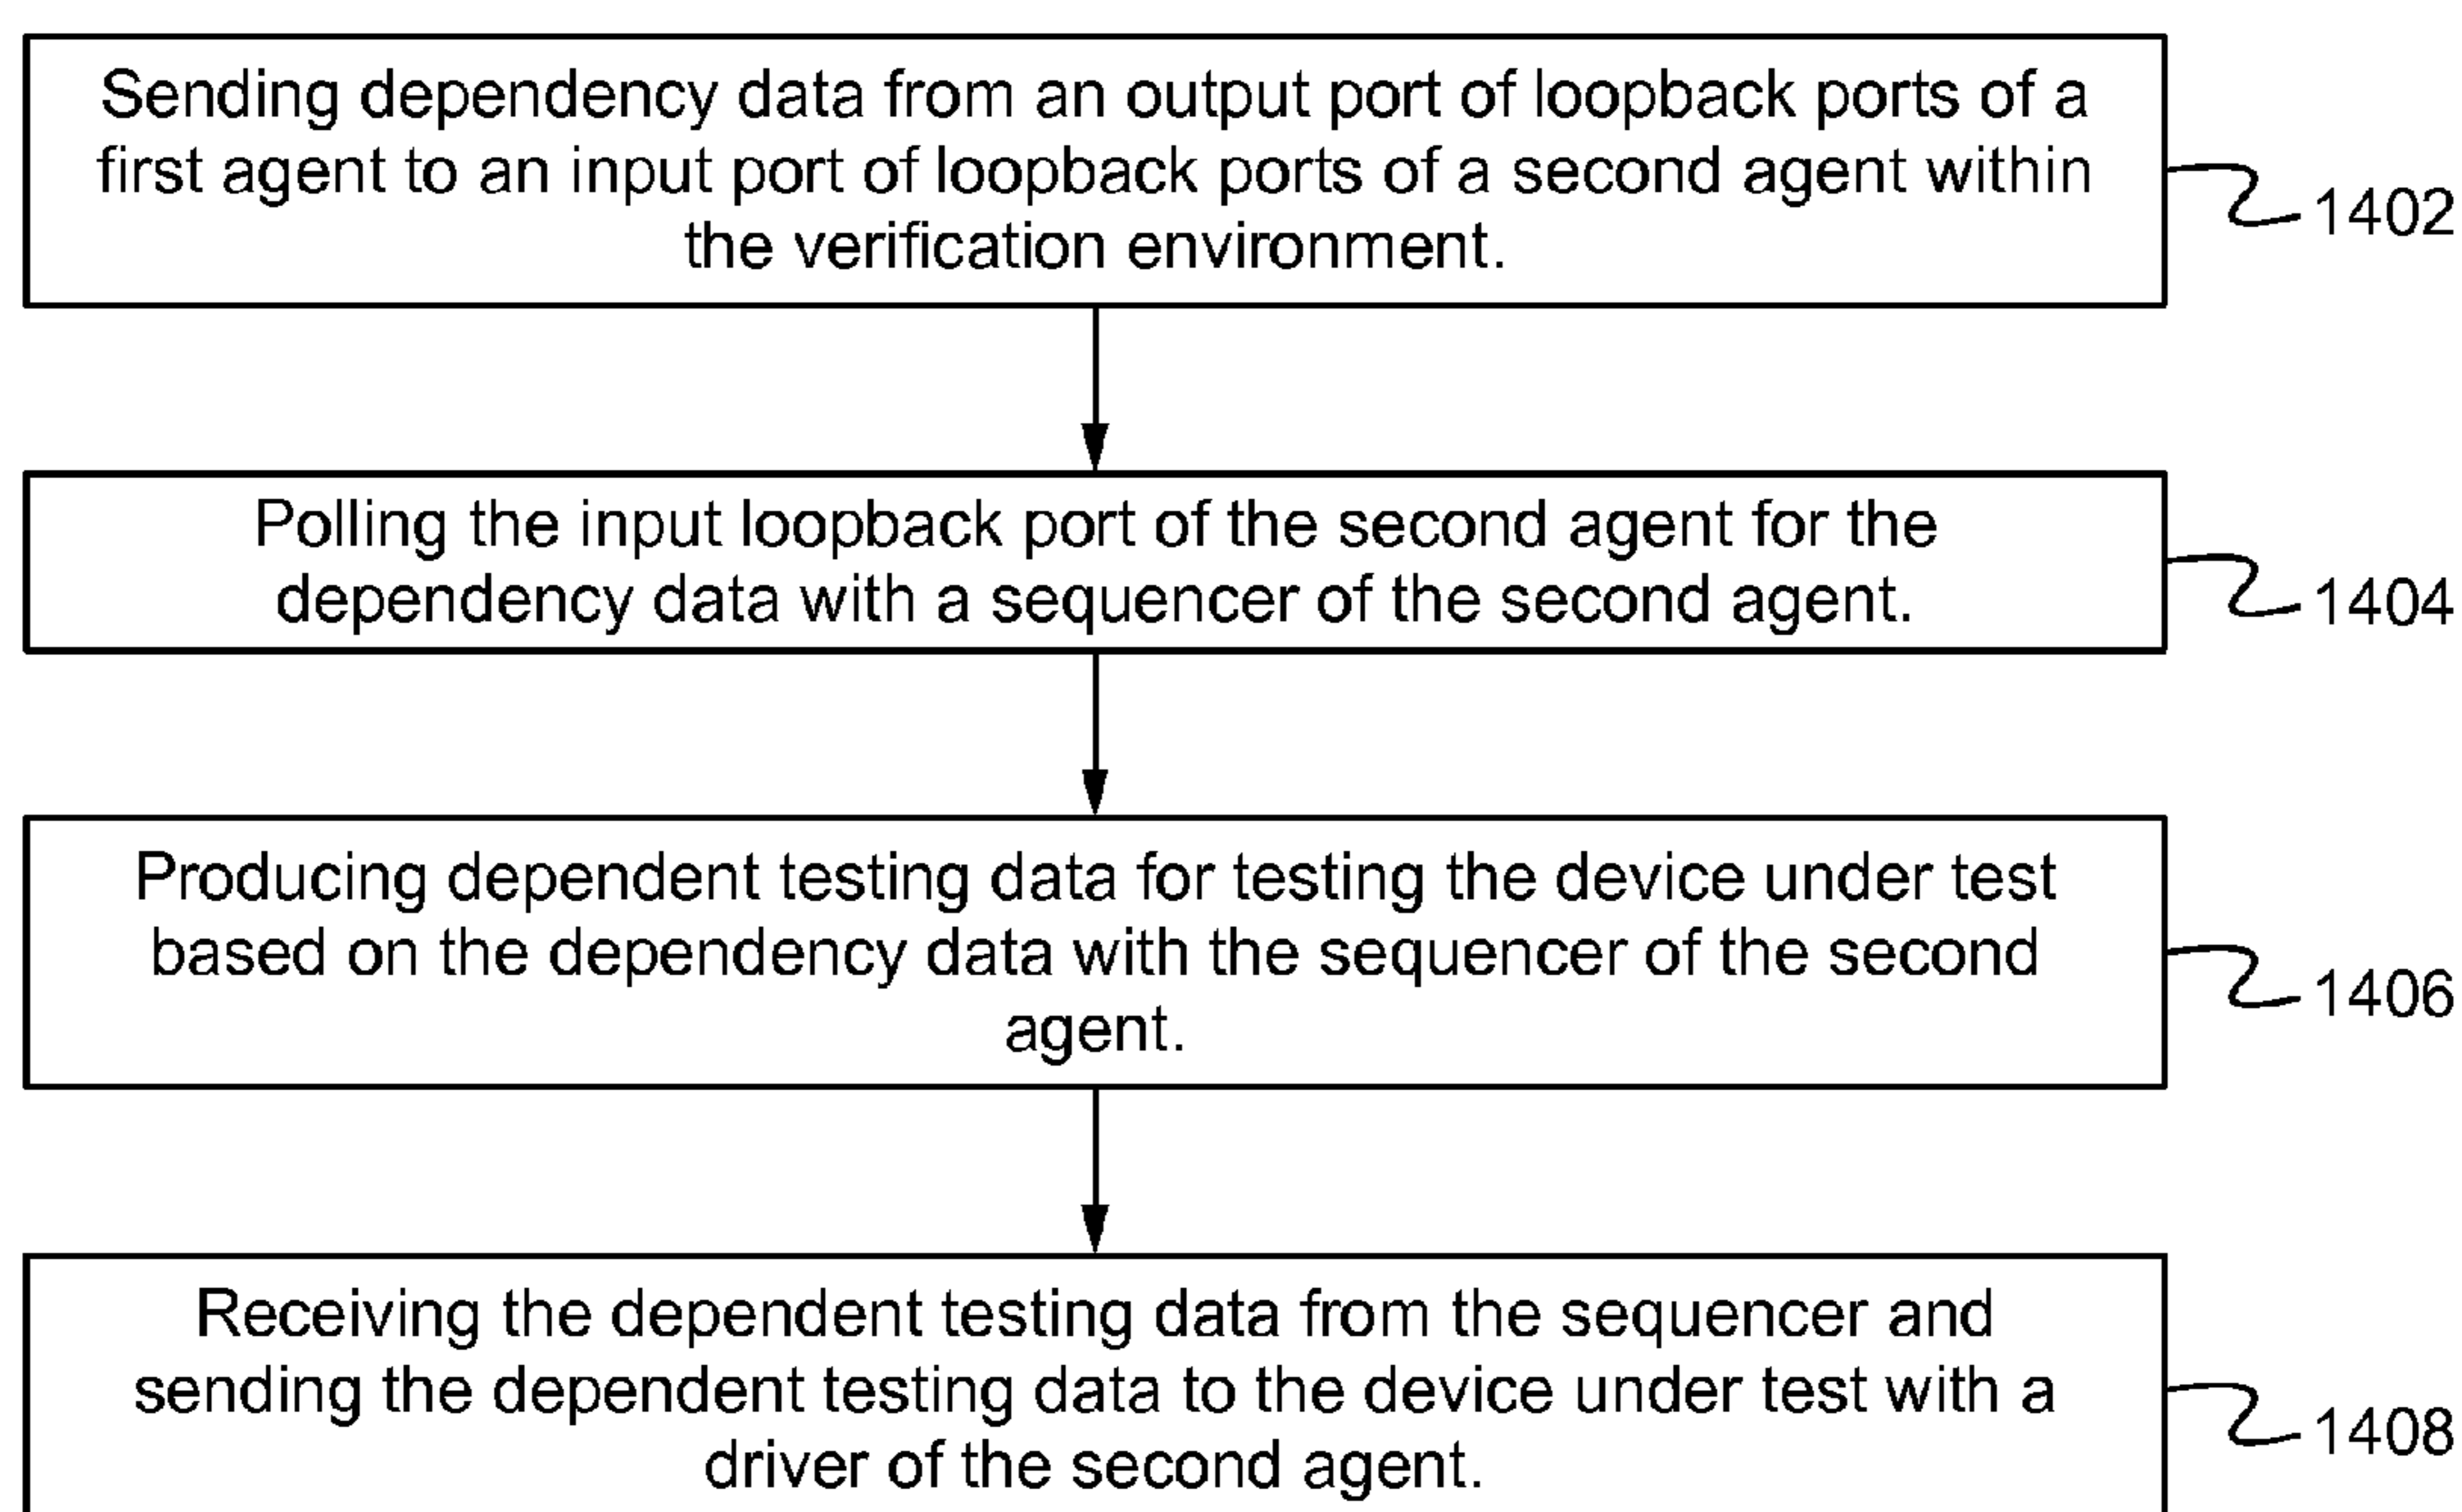 Sending dependency data from an output port of loopback ports of a
first agent to an input port of loopback ports of a second agent within
the verification environment.
1402
Polling the input loopback port of the second agent for the
dependency data with a sequencer of the second agent.
1404
Producing dependent testing data for testing the device under test
based on the dependency data with the sequencer of the second
agent.
1406
Receiving the dependent testing data from the sequencer and
sending the dependent testing data to the device under test with a
driver of the second agent.
1408